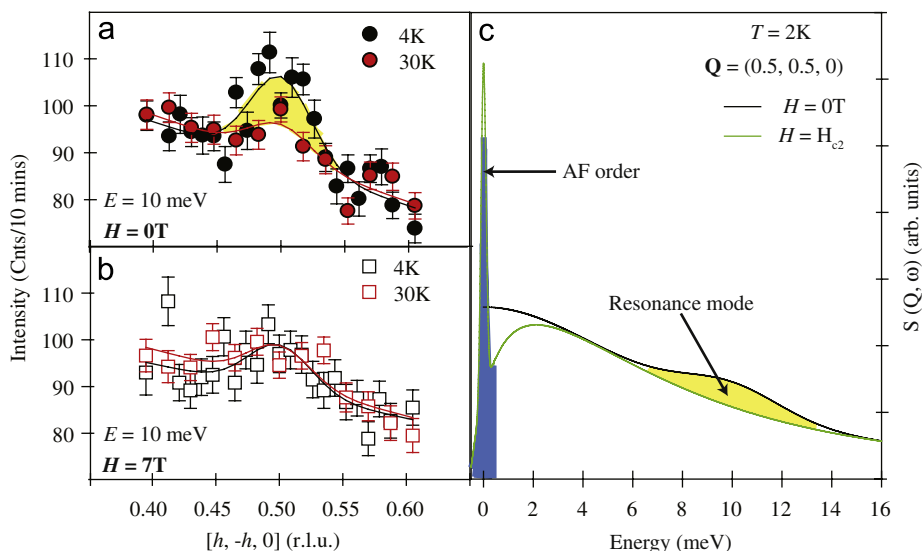 a
4K
30K
110
100
90
80
E = 10 meV
H = 0T
b
4K
30K
110
100
90
80
E = 10 meV
H = 7T
0.40 0.45 0.50 0.55 0.60
[h, -h, 0] (r.l.u.)
Intensity (Cnts/10 mins)
c
T = 2K
Q = (0.5, 0.5, 0)
H = 0T
H = Hc2
AF order
Resonance mode
0 2 4 6 8 10 12 14 16
Energy (meV)
S (Q, ω) (arb. units)